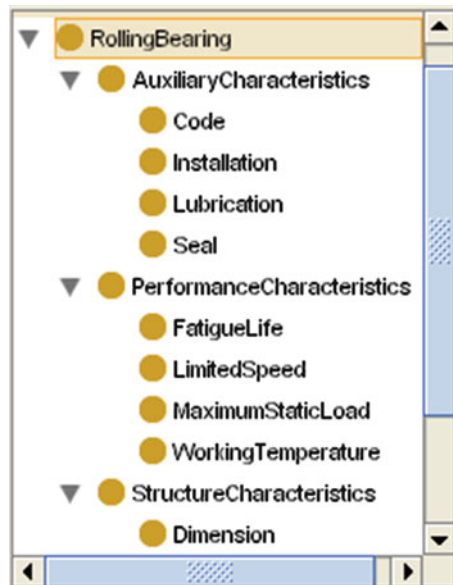 RollingBearing
AuxiliaryCharacteristics
Code
Installation
Lubrication
Seal
PerformanceCharacteristics
FatigueLife
LimitedSpeed
MaximumStaticLoad
WorkingTemperature
StructureCharacteristics
Dimension